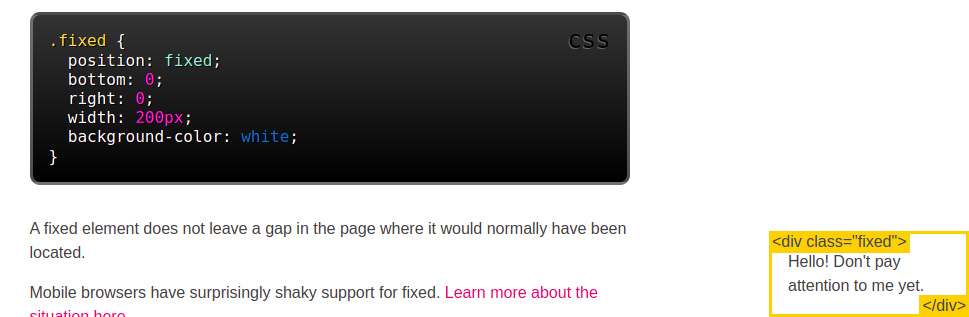 .fixed {
CSS
position: fixed;
bottom: 0;
right: 0;
width: 200px;
background-color: white;
}
A fixed element does not leave a gap in the page where it would normally have been
located.
Mobile browsers have surprisingly shaky support for fixed. Learn more about the
situation here.
<div class="fixed">
Hello! Don't pay
attention to me yet.
</div>